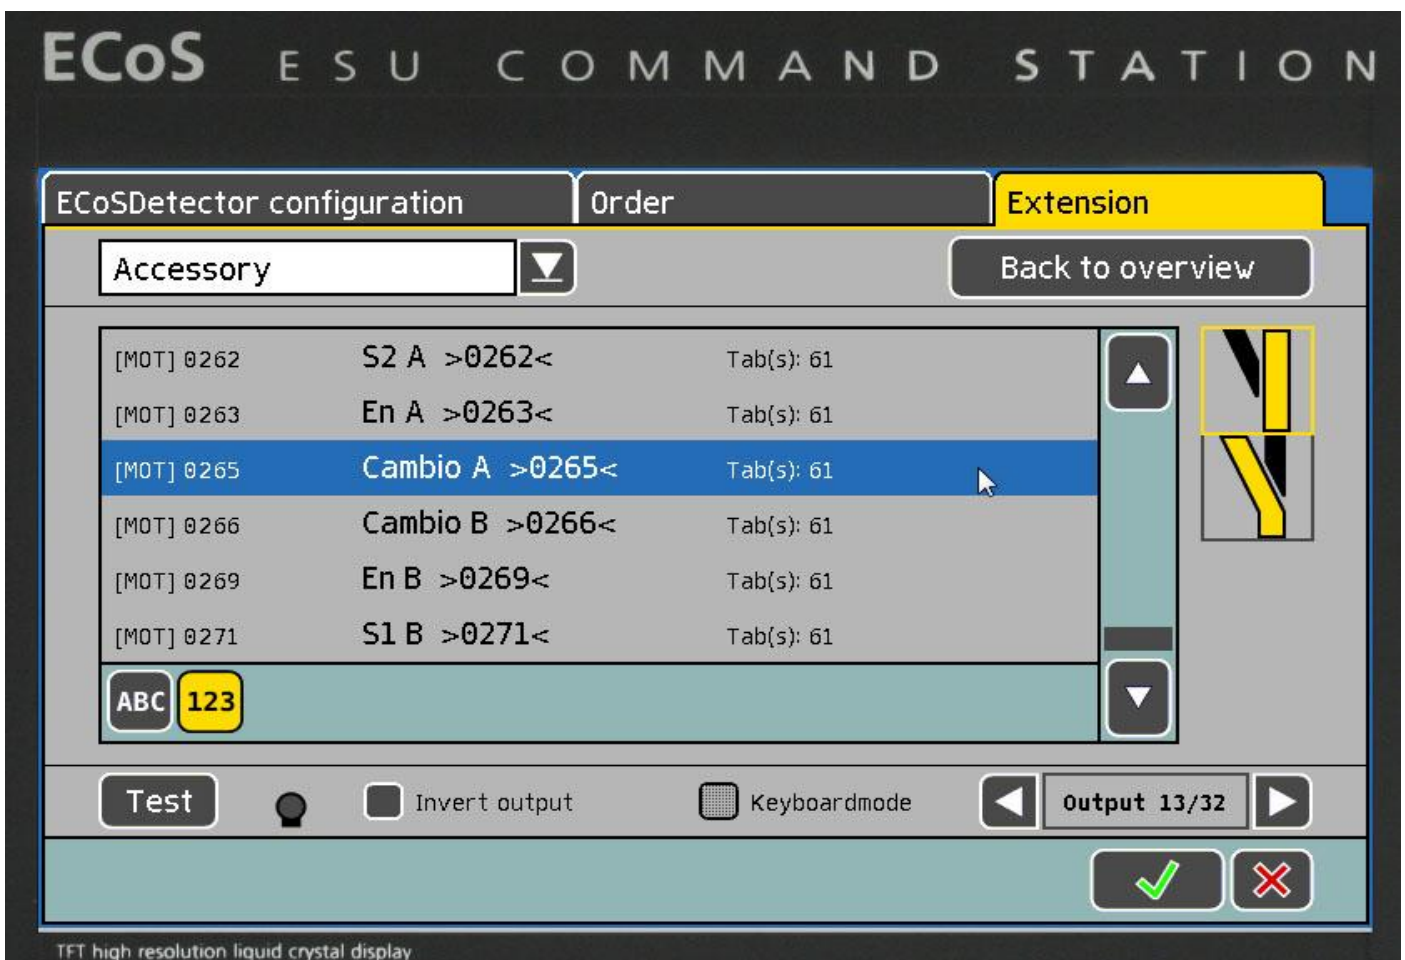 ECoS ESU COMMAND STATION
ECoSDetector configuration Order Extension
Accessory Back to overview
[MOT] 0262 S2 A >0262< Tab(s): 61
[MOT] 0263 En A >0263< Tab(s): 61
[MOT] 0265 Cambio A >0265< Tab(s): 61
[MOT] 0266 Cambio B >0266< Tab(s): 61
[MOT] 0269 En B >0269< Tab(s): 61
[MOT] 0271 S1 B >0271< Tab(s): 61
ABC 123
Test Invert output Keyboardmode Output 13/32
TFT high resolution liquid crystal display